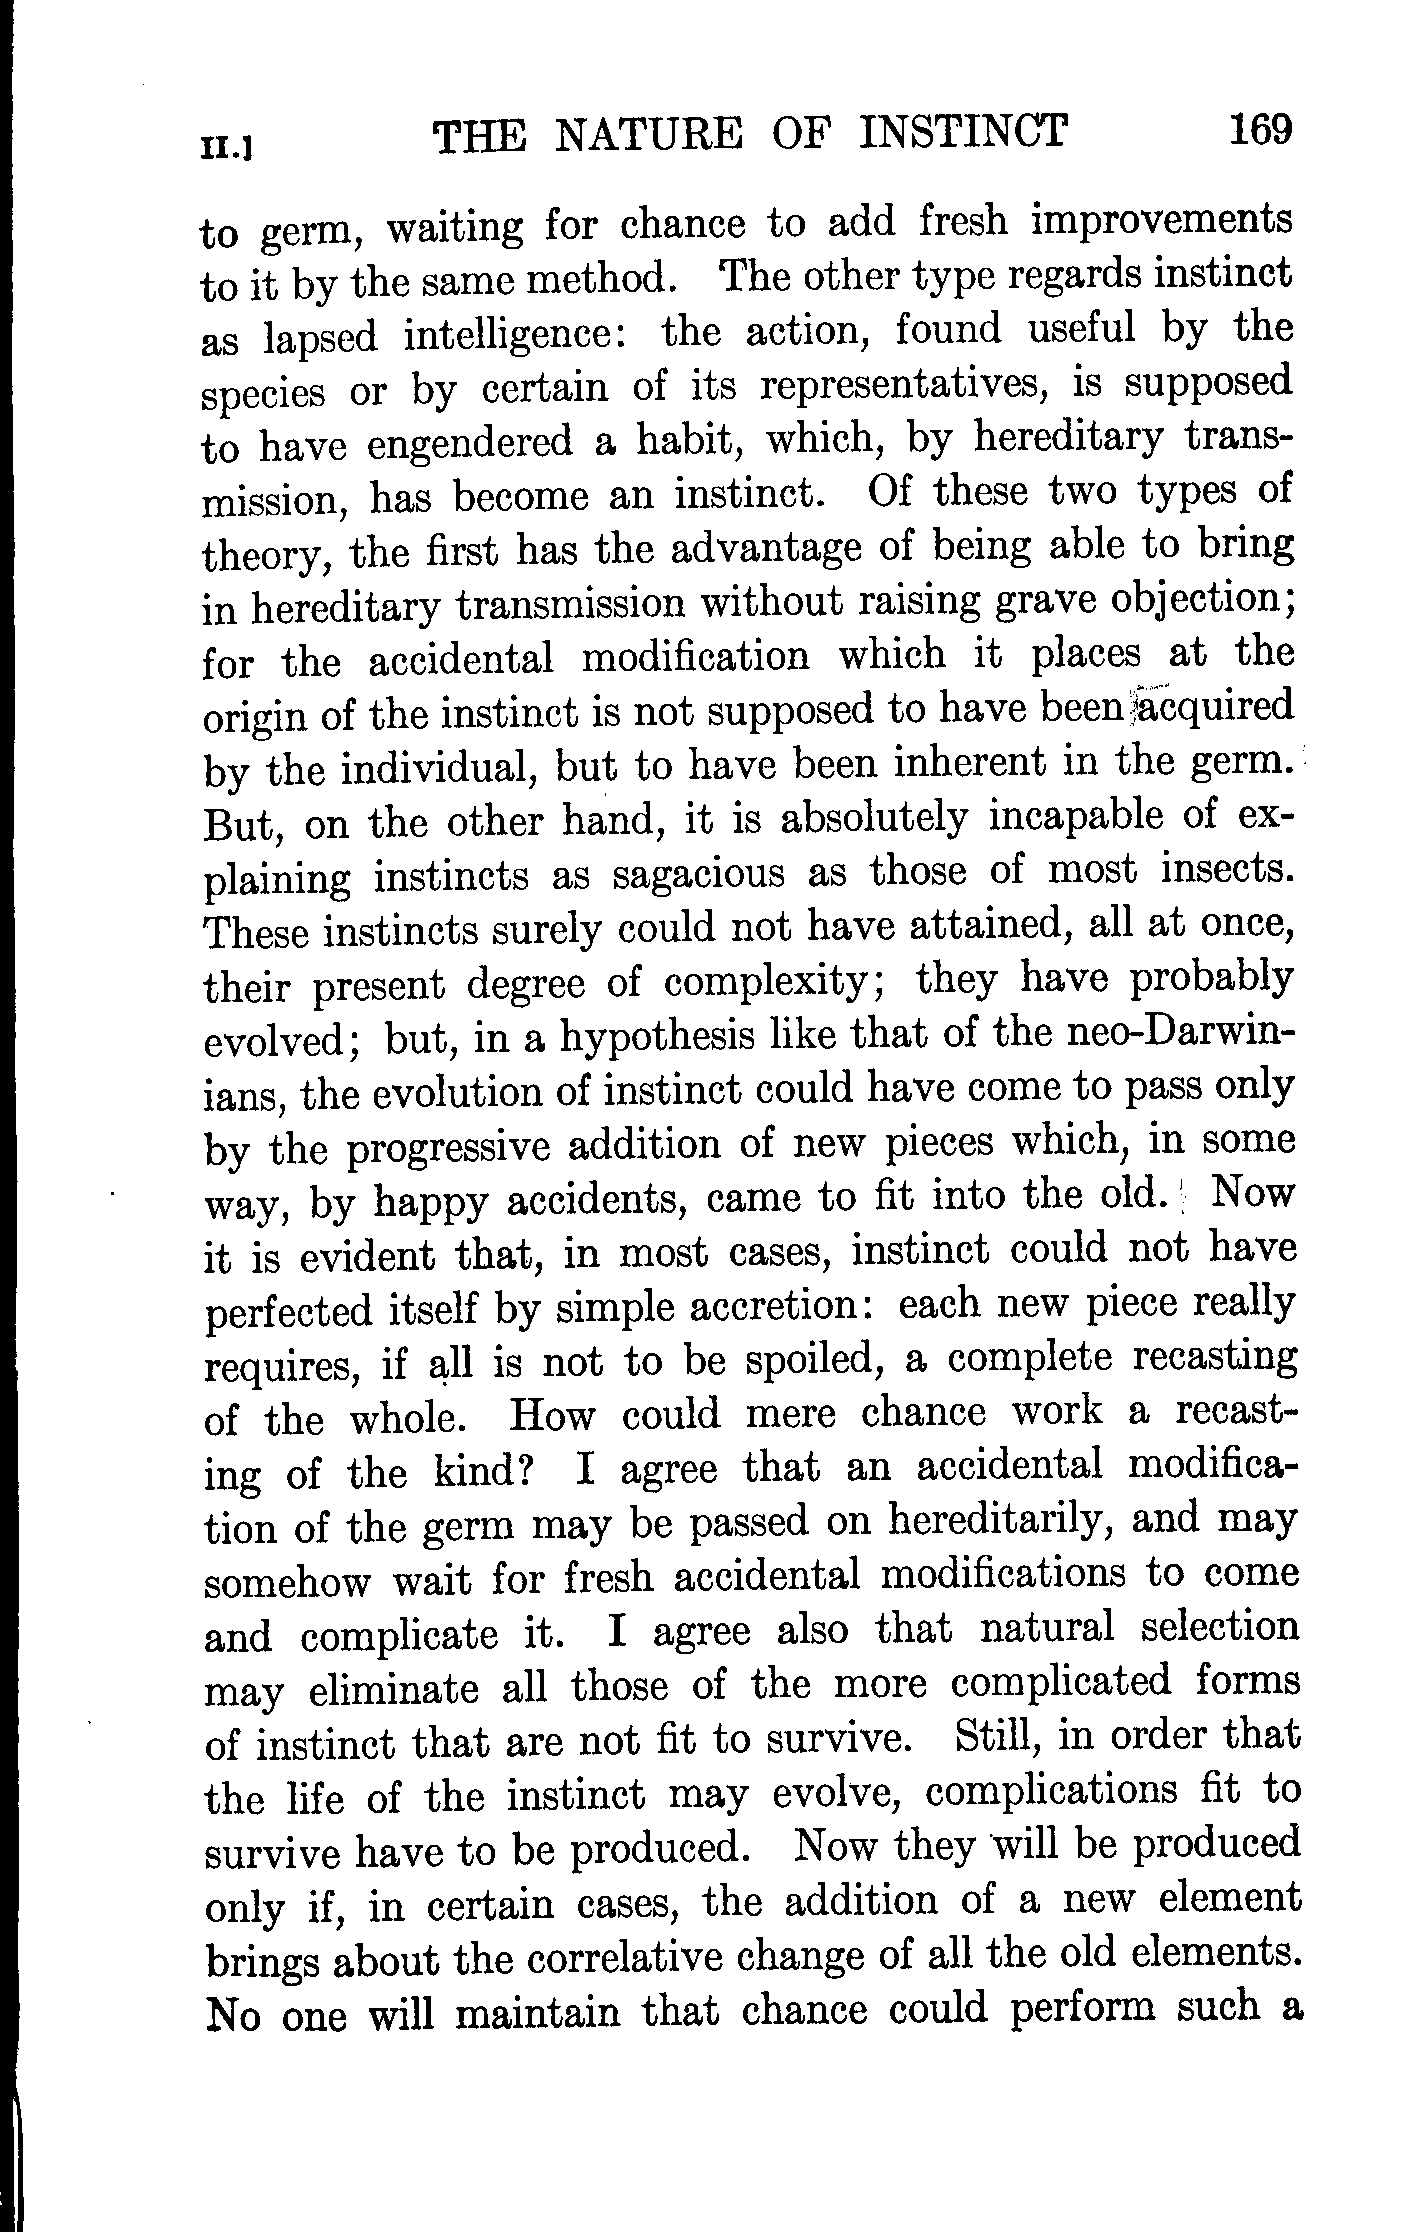 II.] THE NATURE OF INSTINCT 169
to germ, waiting for chance to add fresh improvements
to it by the same method. The other type regards instinct
as lapsed intelligence: the action, found useful by the
species or by certain of its representatives, is supposed
to have engendered a habit, which, by hereditary trans-
mission, has become an instinct. Of these two types of
theory, the first has the advantage of being able to bring
in hereditary transmission without raising grave objection;
for the accidental modification which it places at the
origin of the instinct is not supposed to have been acquired
by the individual, but to have been inherent in the germ.
But, on the other hand, it is absolutely incapable of ex-
plaining instincts as sagacious as those of most insects.
These instincts surely could not have attained, all at once,
their present degree of complexity; they have probably
evolved; but, in a hypothesis like that of the neo-Darwin-
ians, the evolution of instinct could have come to pass only
by the progressive addition of new pieces which, in some
way, by happy accidents, came to fit into the old. Now
it is evident that, in most cases, instinct could not have
perfected itself by simple accretion: each new piece really
requires, if all is not to be spoiled, a complete recasting
of the whole. How could mere chance work a recast-
ing of the kind? I agree that an accidental modifica-
tion of the germ may be passed on hereditarily, and may
somehow wait for fresh accidental modifications to come
and complicate it. I agree also that natural selection
may eliminate all those of the more complicated forms
of instinct that are not fit to survive. Still, in order that
the life of the instinct may evolve, complications fit to
survive have to be produced. Now they will be produced
only if, in certain cases, the addition of a new element
brings about the correlative change of all the old elements.
No one will maintain that chance could perform such a